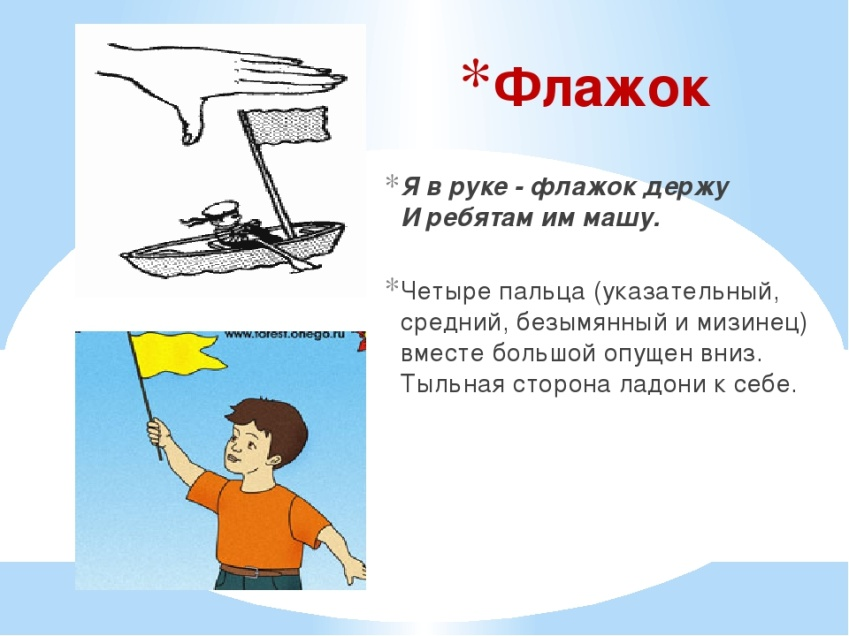 *Флажок
*Я в руке - флажок держу
И ребятам им машу.
*Четыре пальца (указательный,
средний, безымянный и мизинец)
вместе большой опущен вниз.
Тыльная сторона ладони к себе.
www.forest.onego.ru